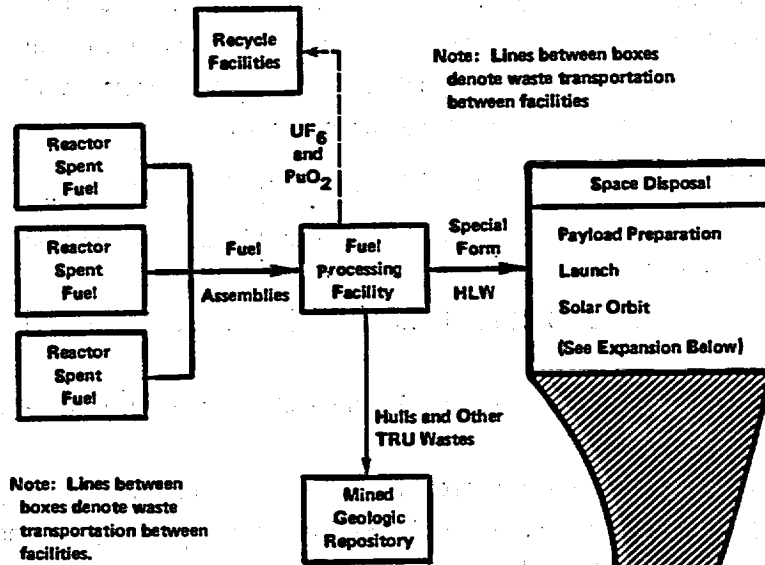 Recycle
Facilities
Note: Lines between boxes
denote waste transportation
between facilities
UF6
and
PuO2
Reactor
Spent
Fuel
Reactor
Spent
Fuel
Reactor
Spent
Fuel
Fuel
Assemblies
Fuel
Processing
Facility
Special
Form
HLW
Space Disposal
Payload Preparation
Launch
Solar Orbit
(See Expansion Below)
Hulls and Other
TRU Wastes
Mined
Geologic
Repository
Note: Lines between
boxes denote waste
transportation between
facilities.